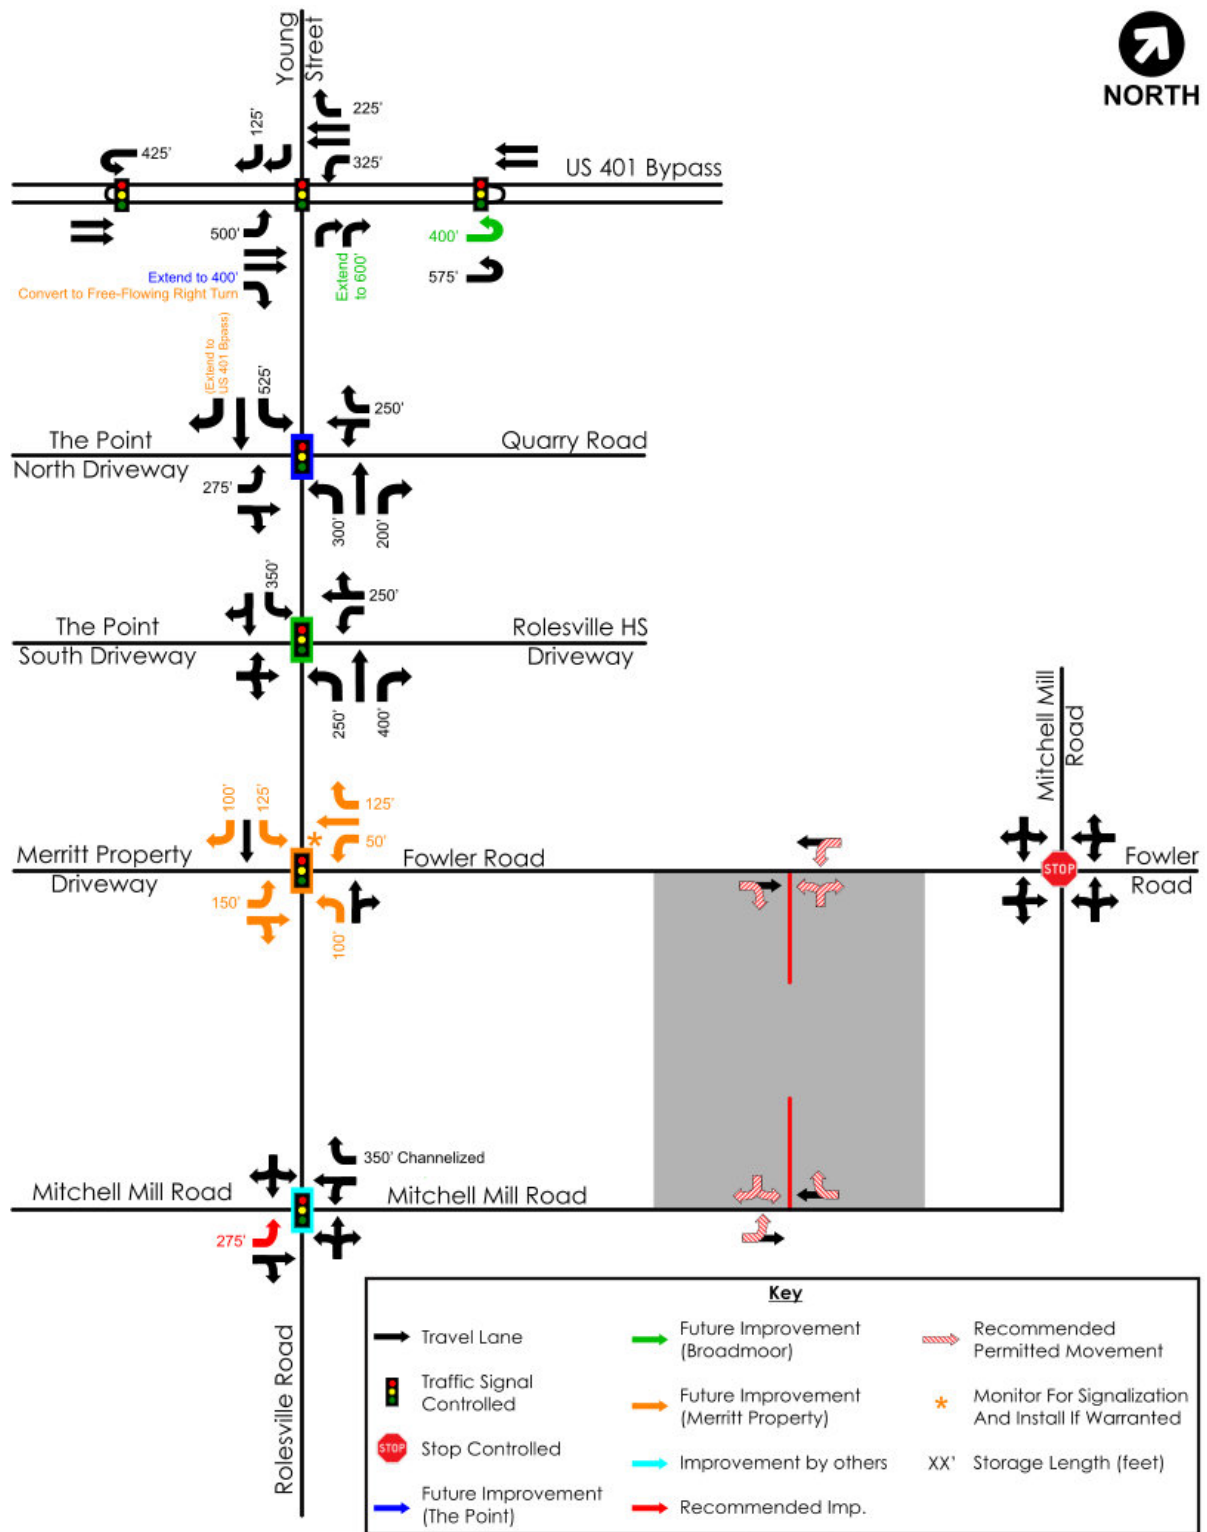 Young
Street
NORTH
225'
125'
425'
325'
US 401 Bypass
500'
400'
Extend to 400'
Convert to Free-Flowing Right Turn
Extend
to 600'
575'
(Extend to
US 401 Bpass)
525'
250'
The Point
North Driveway
Quarry Road
275'
300'
200'
350'
250'
The Point
South Driveway
Rolesville HS
Driveway
250'
400'
Mitchell Mill
Road
100'
125'
125'
*
50'
Merritt Property
Driveway
Fowler Road
STOP
Fowler
Road
150'
100'
350' Channelized
Mitchell Mill Road
Mitchell Mill Road
275'
Rolesville Road
Key
Travel Lane
Future Improvement
(Broadmoor)
Recommended
Permitted Movement
Traffic Signal
Controlled
Future Improvement
(Merritt Property)
* Monitor For Signalization
And Install If Warranted
STOP Stop Controlled
Improvement by others
XX' Storage Length (feet)
Future Improvement
(The Point)
Recommended Imp.